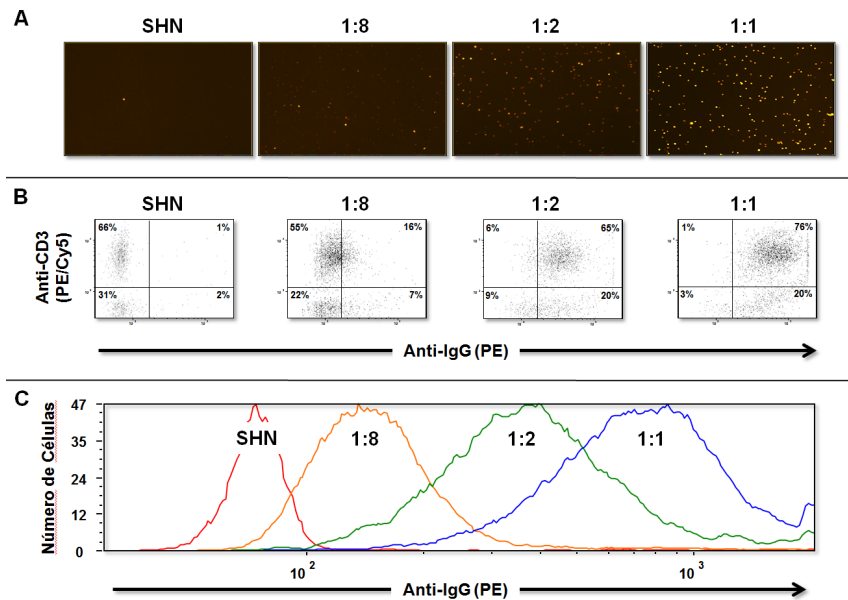 A
SHN 1:8 1:2 1:1
B
SHN 1:8 1:2 1:1
Anti-CD3
(PE/Cy5)
66% 1% 55% 16% 6% 65% 1% 76%
31% 2% 22% 7% 9% 20% 3% 20%
Anti-IgG (PE)
C
Número de Células
47
35
24
12
0
SHN 1:8 1:2 1:1
10² 10³
Anti-IgG (PE)